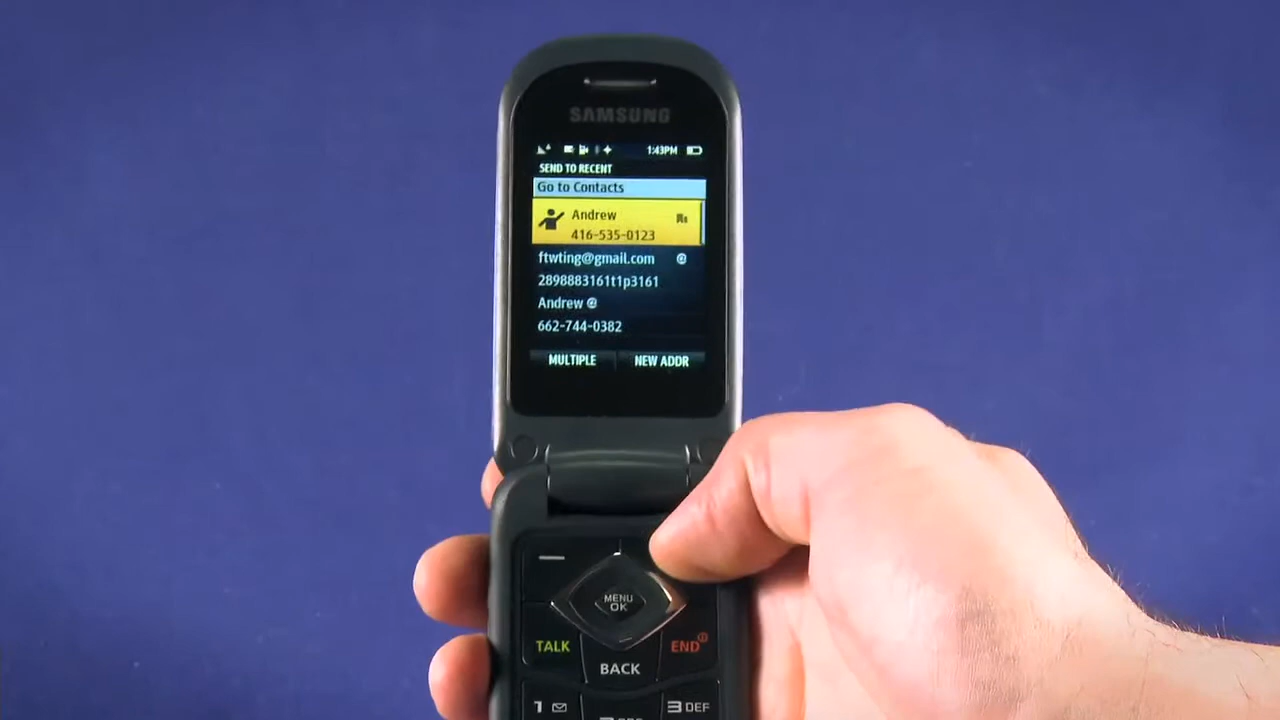 SAMSUNG
1:43PM
SEND TO RECENT
Go to Contacts
Andrew
416-535-0123
ftwting@gmail.com @
2898883161t1p3161
Andrew @
662-744-0382
MULTIPLE NEW ADDR
MENU
OK
TALK END
BACK
1 3 DEF